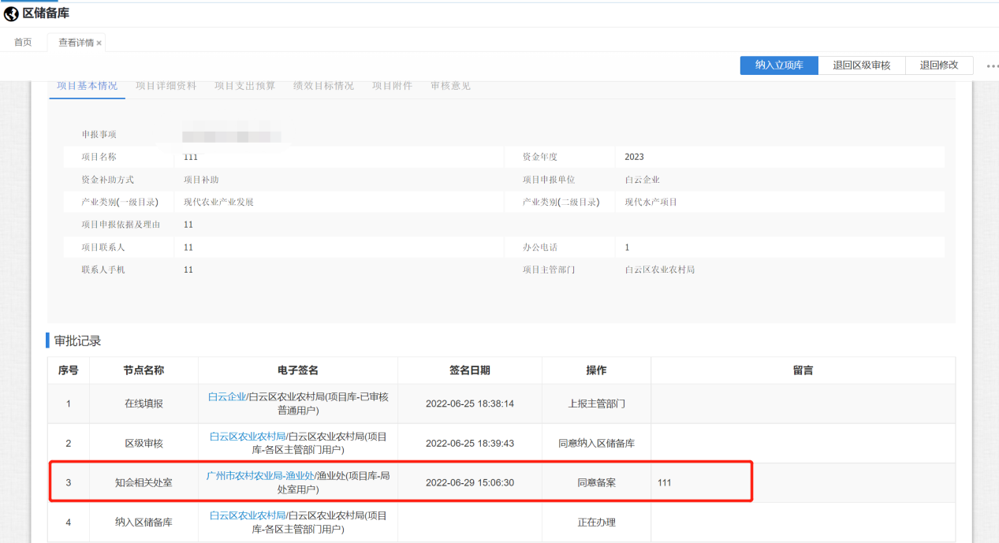 区储备库
首页 查看详情 ×
纳入立项库 退回区级审核 退回修改 •••
项目基本情况 项目详细资料 项目支出预算 绩效目标情况 项目附件 审核意见
申报事项
项目名称 111 资金年度 2023
资金补助方式 项目补助 项目申报单位 白云企业
产业类别(一级目录) 现代农业产业发展 产业类别(二级目录) 现代水产项目
项目申报依据及理由 11
项目联系人 11 办公电话 1
联系人手机 11 项目主管部门 白云区农业农村局
审批记录
序号 节点名称 电子签名 签名日期 操作 留言
1 在线填报 白云企业/白云区农业农村局(项目库-已审核
普通用户) 2022-06-25 18:38:14 上报主管部门
2 区级审核 白云区农业农村局/白云区农业农村局(项目
库-各区主管部门用户) 2022-06-25 18:39:43 同意纳入区储备库
3 知会相关处室 广州市农村农业局-渔业处/渔业处(项目库-局
处室用户) 2022-06-29 15:06:30 同意备案 111
4 纳入区储备库 白云区农业农村局/白云区农业农村局(项目
库-各区主管部门用户) 正在办理